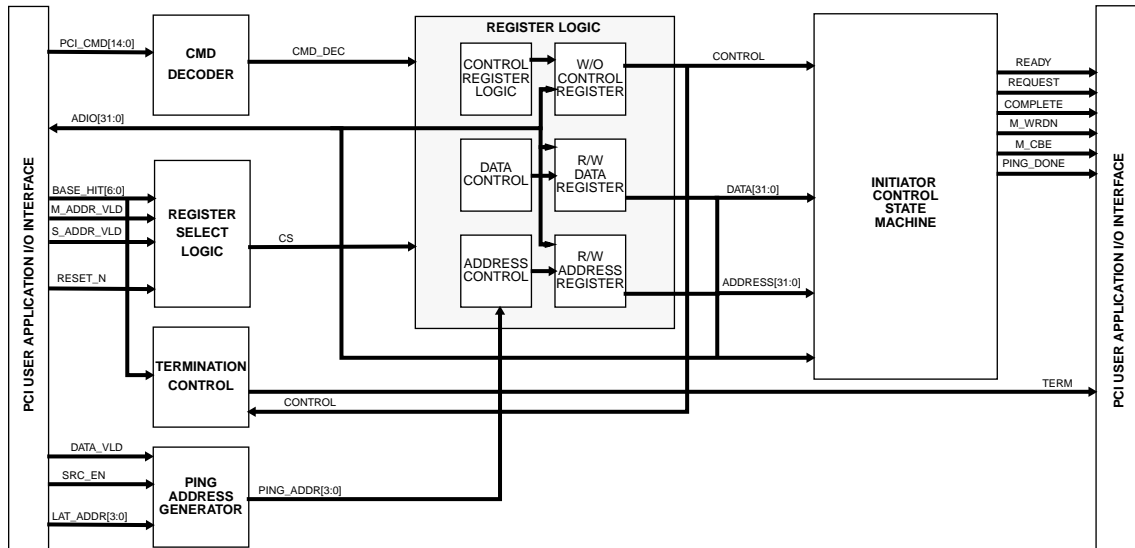 PCI USER APPLICATION I/O INTERFACE
PCI_CMD[14:0]
CMD
DECODER
CMD_DEC
ADIO[31:0]
BASE_HIT[6:0]
M_ADDR_VLD
S_ADDR_VLD
RESET_N
REGISTER
SELECT
LOGIC
CS
TERMINATION
CONTROL
CONTROL
DATA_VLD
SRC_EN
LAT_ADDR[3:0]
PING
ADDRESS
GENERATOR
PING_ADDR[3:0]
REGISTER LOGIC
CONTROL
REGISTER
LOGIC
W/O
CONTROL
REGISTER
DATA
CONTROL
R/W
DATA
REGISTER
ADDRESS
CONTROL
R/W
ADDRESS
REGISTER
CONTROL
DATA[31:0]
ADDRESS[31:0]
INITIATOR
CONTROL
STATE
MACHINE
READY
REQUEST
COMPLETE
M_WRDN
M_CBE
PING_DONE
TERM
PCI USER APPLICATION I/O INTERFACE